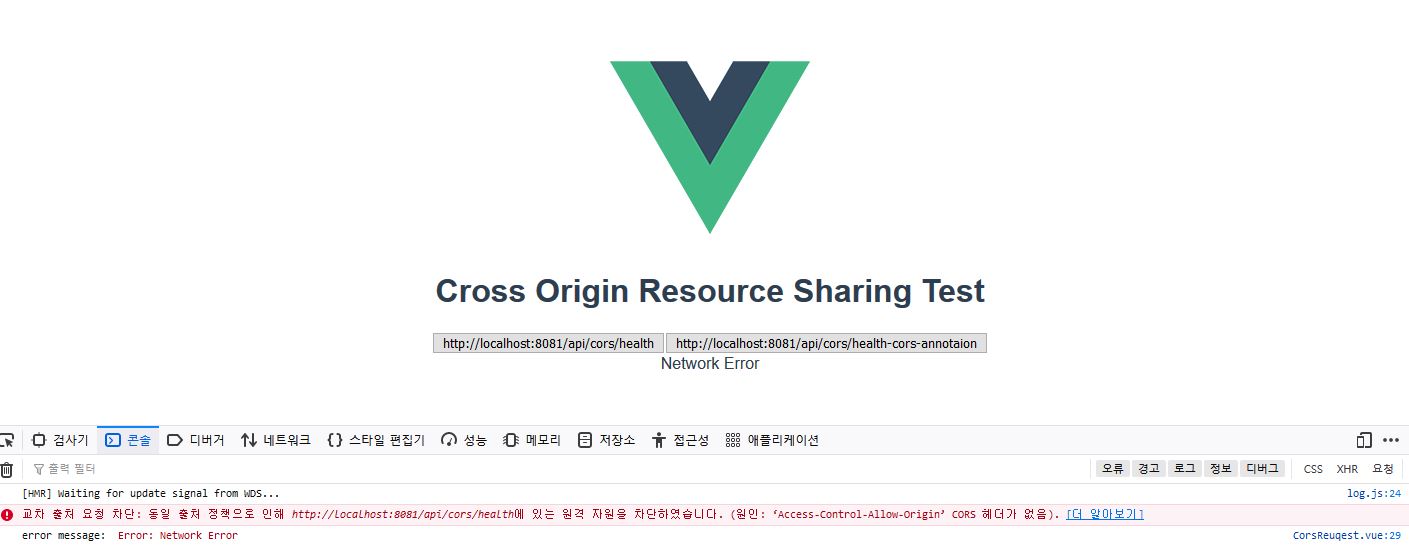 Cross Origin Resource Sharing Test
http://localhost:8081/api/cors/health http://localhost:8081/api/cors/health-cors-annotaion
Network Error
검사기 콘솔 디버거 네트워크 스타일 편집기 성능 메모리 저장소 접근성 애플리케이션
출력 필터 오류 경고 로그 정보 디버그 CSS XHR 요청
[HMR] Waiting for update signal from WDS... log.js:24
교차 출처 요청 차단: 동일 출처 정책으로 인해 http://localhost:8081/api/cors/health에 있는 원격 자원을 차단하였습니다. (원인: ‘Access-Control-Allow-Origin’ CORS 헤더가 없음). [더 알아보기]
error message: Error: Network Error CorsReuqest.vue:29